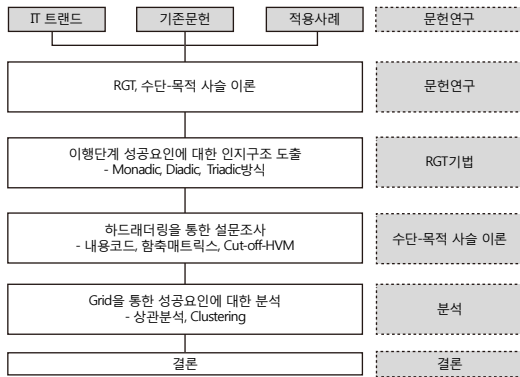 IT 트랜드 기존문헌 적용사례 문헌연구
RGT, 수단-목적 사슬 이론 문헌연구
이행단계 성공요인에 대한 인지구조 도출
- Monadic, Diadic, Triadic방식
RGT기법
하드래더링을 통한 설문조사
- 내용코드, 함축매트릭스, Cut-off-HVM
수단-목적 사슬 이론
Grid을 통한 성공요인에 대한 분석
- 상관분석, Clustering
분석
결론 결론